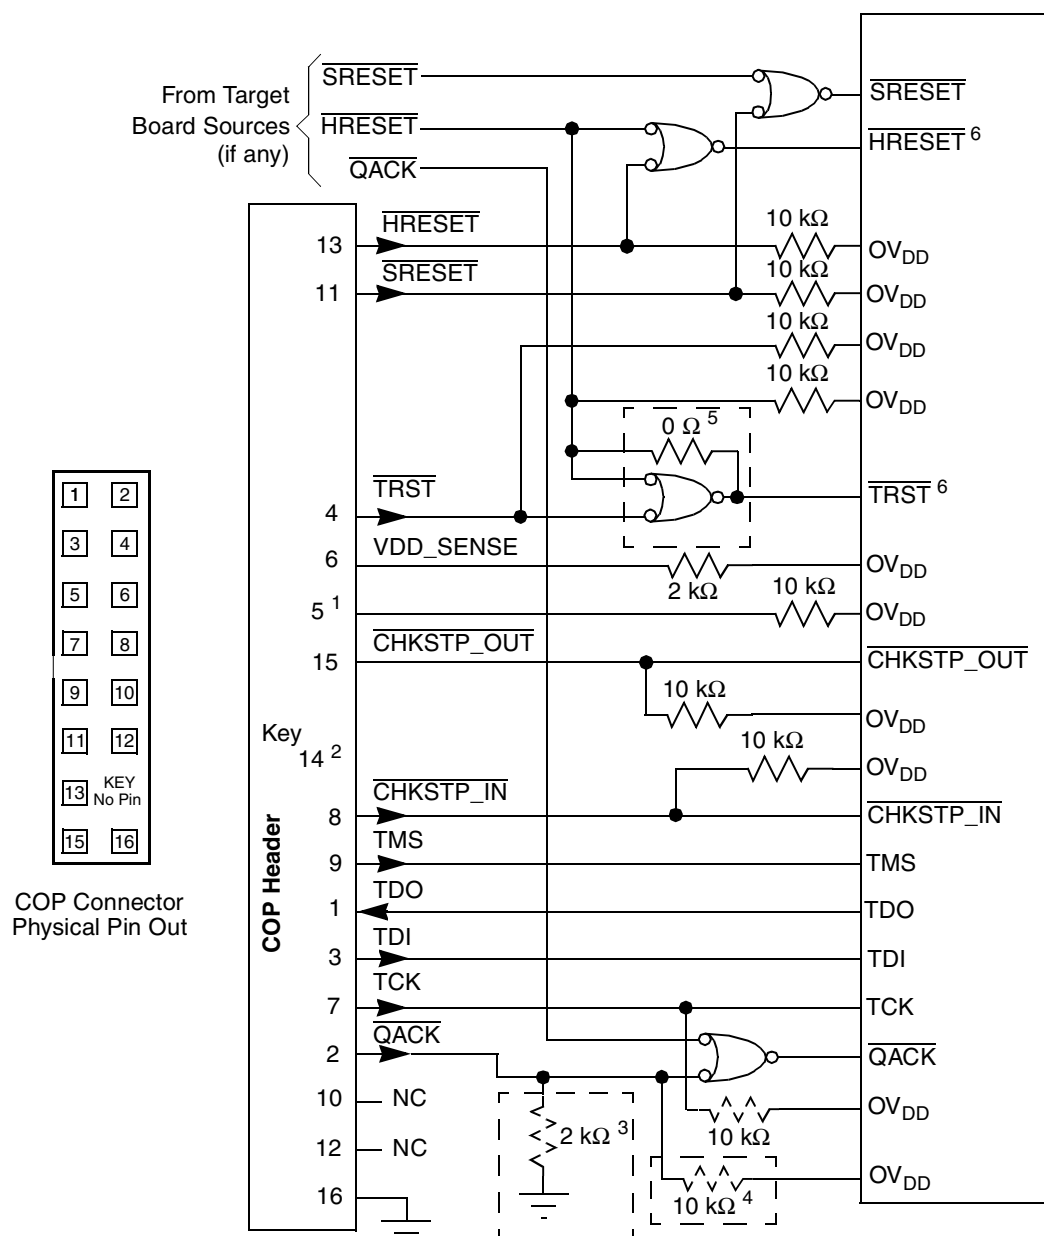 From Target
Board Sources
(if any)
SRESET
HRESET
QACK
SRESET
HRESET 6
13
HRESET
10 kΩ
OVDD
11
SRESET
10 kΩ
OVDD
10 kΩ
OVDD
10 kΩ
OVDD
0 Ω 5
4
TRST
TRST 6
6
VDD_SENSE
2 kΩ
OVDD
5 1
10 kΩ
OVDD
15
CHKSTP_OUT
CHKSTP_OUT
10 kΩ
OVDD
Key
14 2
10 kΩ
OVDD
8
CHKSTP_IN
CHKSTP_IN
9
TMS
TMS
1
TDO
TDO
3
TDI
TDI
7
TCK
TCK
2
QACK
QACK
10
NC
2 kΩ 3
10 kΩ
OVDD
12
NC
10 kΩ 4
OVDD
16
COP Header
1 2
3 4
5 6
7 8
9 10
11 12
13 KEY
No Pin
15 16
COP Connector
Physical Pin Out